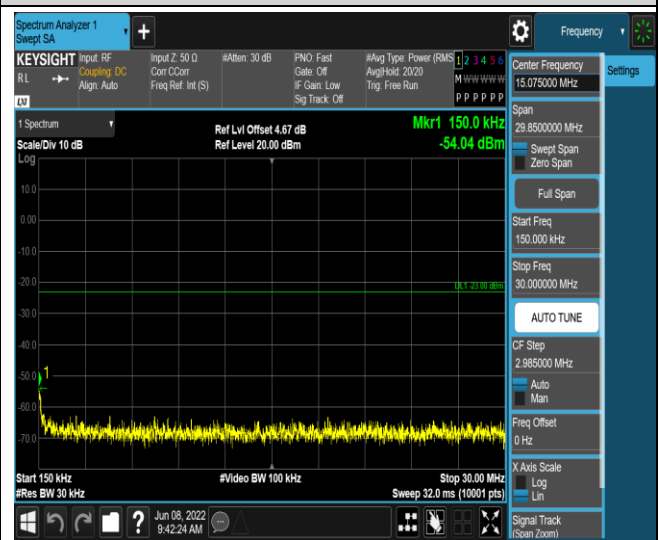 Spectrum Analyzer 1
Swept SA
Frequency
KEYSIGHT
RL
LXI
Input: RF
Coupling: DC
Align: Auto
Input Z: 50 Ω
Corr CCorr
Freq Ref: Int (S)
#Atten: 30 dB
PNO: Fast
Gate: Off
IF Gain: Low
Sig Track: Off
#Avg Type: Power (RMS
Avg|Hold: 20/20
Trig: Free Run
1 2 3 4 5 6
M W W W W W
P P P P P P
1 Spectrum
Scale/Div 10 dB
Ref Lvl Offset 4.67 dB
Ref Level 20.00 dBm
Mkr1 150.0 kHz
-54.04 dBm
Log
10.0
0.00
-10.0
-20.0
-30.0
-40.0
-50.0
-60.0
-70.0
DL1 -23.00 dBm
1
Start 150 kHz
#Res BW 30 kHz
#Video BW 100 kHz
Stop 30.00 MHz
Sweep 32.0 ms (10001 pts)
Jun 08, 2022
9:42:24 AM
Center Frequency
15.075000 MHz
Span
29.8500000 MHz
Swept Span
Zero Span
Full Span
Start Freq
150.000 kHz
Stop Freq
30.000000 MHz
AUTO TUNE
CF Step
2.985000 MHz
Auto
Man
Freq Offset
0 Hz
X Axis Scale
Log
Lin
Signal Track
(Span Zoom)
Settings